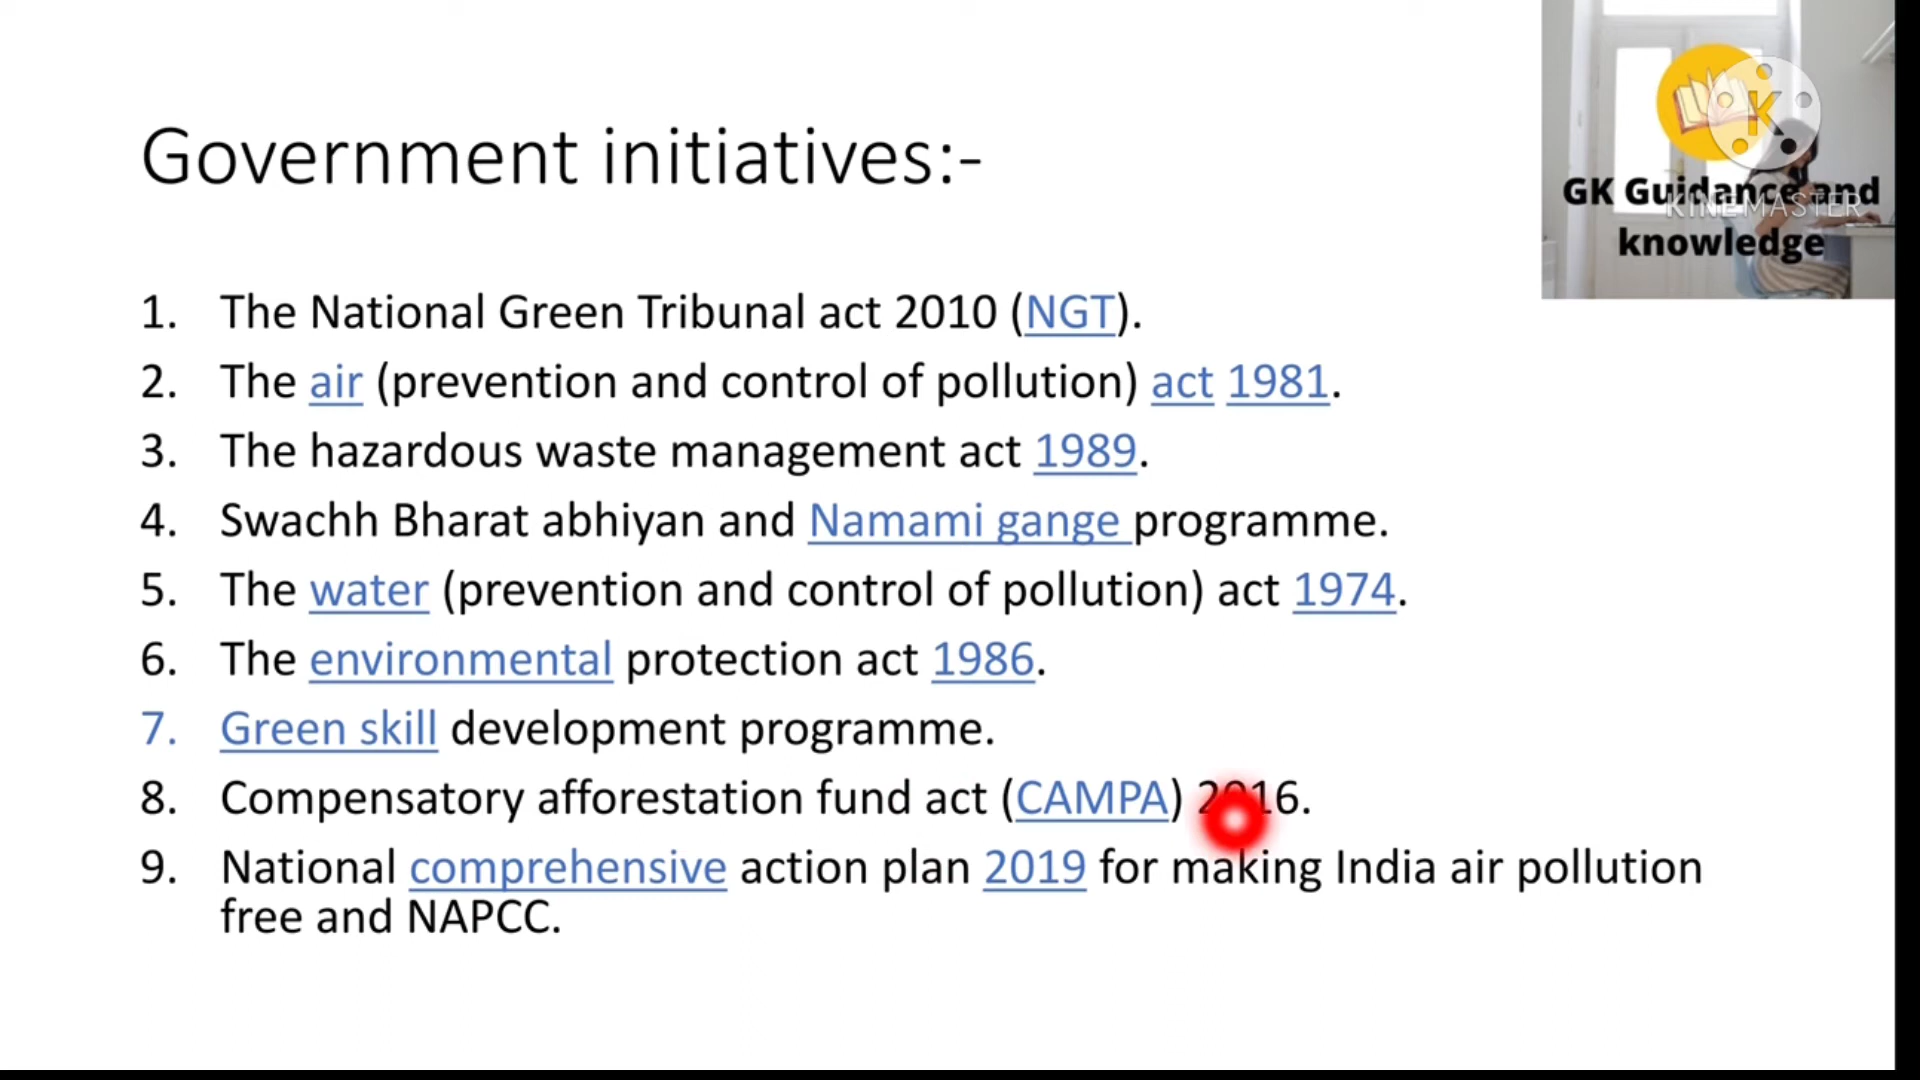 Government initiatives:-
GK Guidance and
KINEMASTER
knowledge
1. The National Green Tribunal act 2010 (NGT).
2. The air (prevention and control of pollution) act 1981.
3. The hazardous waste management act 1989.
4. Swachh Bharat abhiyan and Namami gange programme.
5. The water (prevention and control of pollution) act 1974.
6. The environmental protection act 1986.
7. Green skill development programme.
8. Compensatory afforestation fund act (CAMPA) 2016.
9. National comprehensive action plan 2019 for making India air pollution
free and NAPCC.